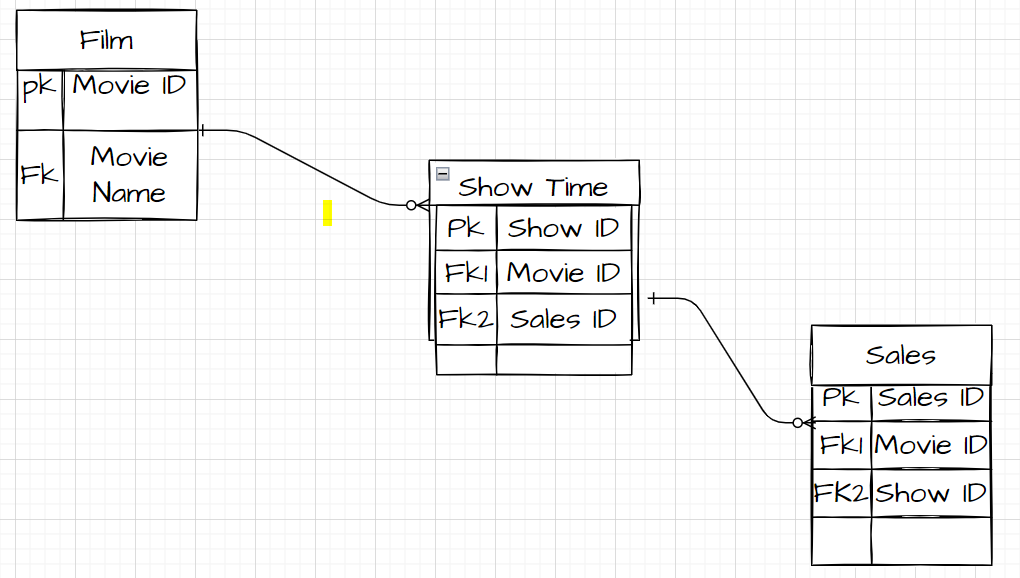 Film
pk Movie ID
Fk Movie
Name
Show Time
Pk Show ID
Fk1 Movie ID
Fk2 Sales ID
Sales
Pk Sales ID
Fk1 Movie ID
FK2 Show ID